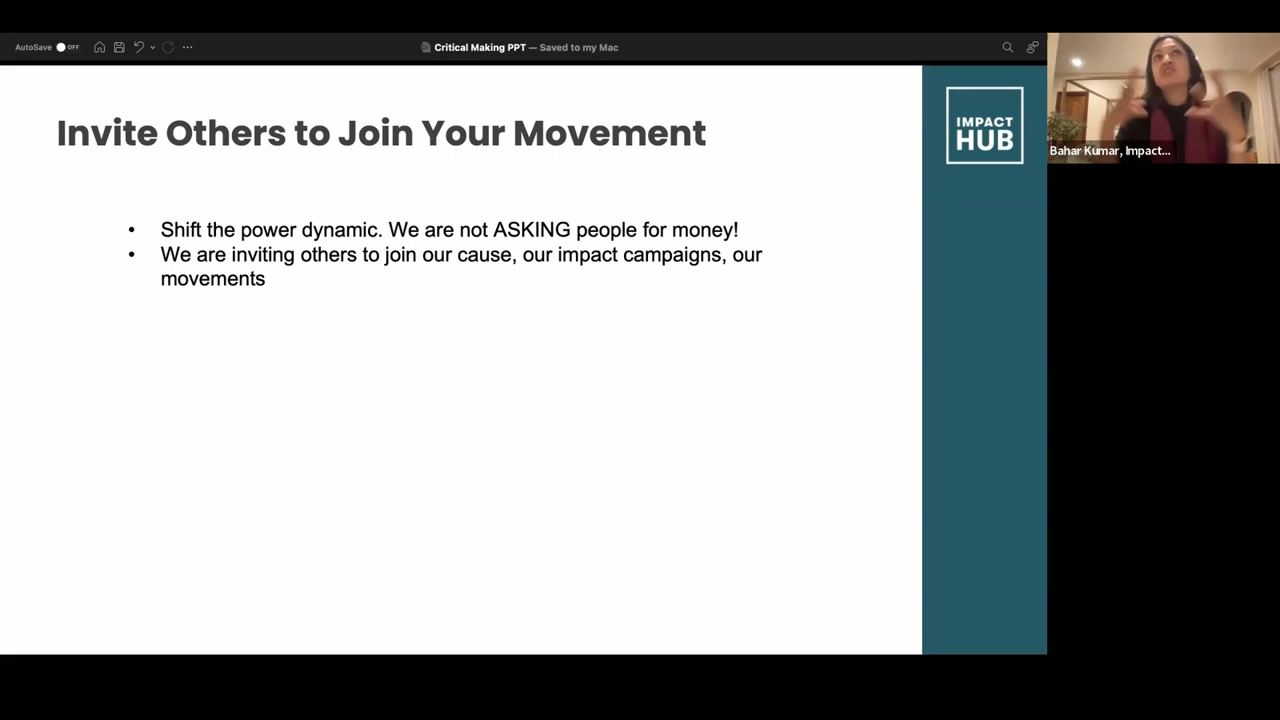 AutoSave OFF
Critical Making PPT — Saved to my Mac
Invite Others to Join Your Movement
IMPACT
HUB
Bahar Kumar, Impact...
• Shift the power dynamic. We are not ASKING people for money!
• We are inviting others to join our cause, our impact campaigns, our
movements